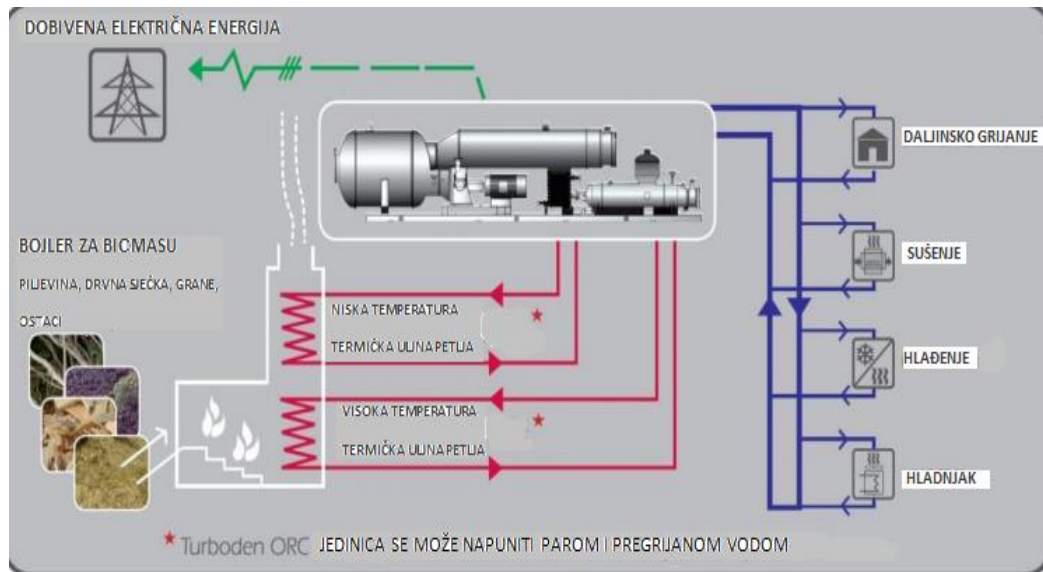 DOBIVENA ELEKTRIČNA ENERGIJA
DALJINSKO GRIJANJE
BOJLER ZA BIOMASU
PILJEVINA, DRVNA SJEČKA, GRANE,
OSTACI
SUŠENJE
NISKA TEMPERATURA
TERMIČKA ULJNA PETLJA
HLAĐENJE
VISOKA TEMPERATURA
TERMIČKA ULJNA PETLJA
HLADNJAK
★ Turboden ORC JEDINICA SE MOŽE NAPUNITI PAROM I PREGRIJANOM VODOM